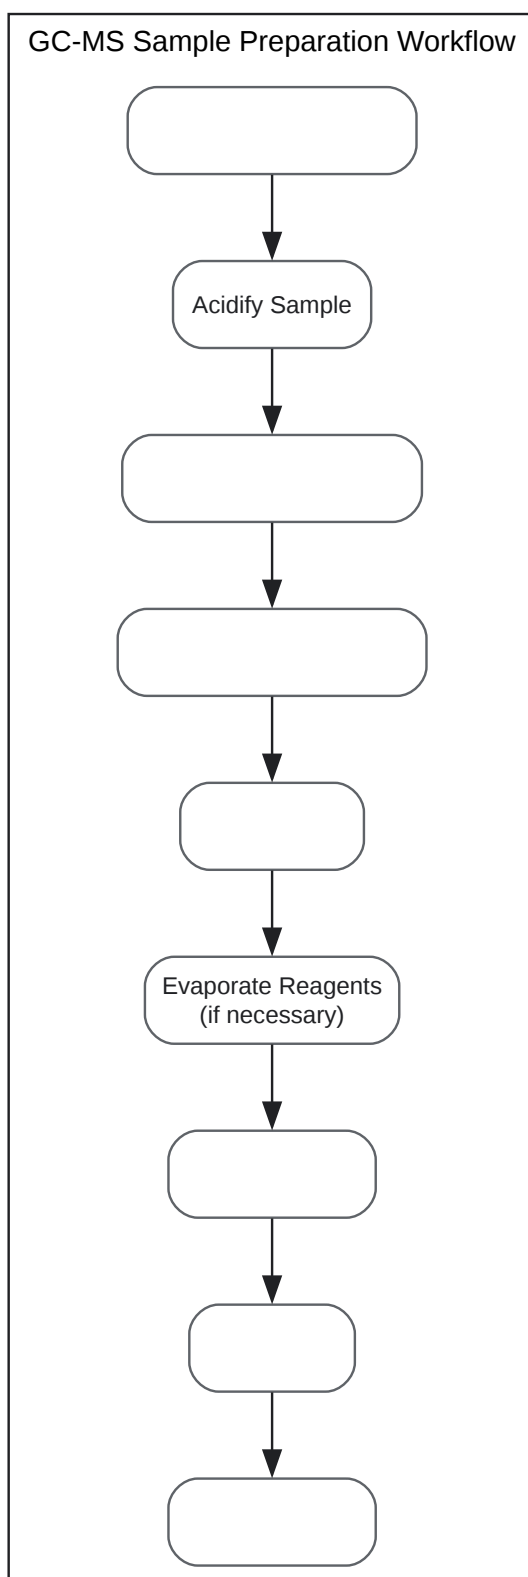 GC-MS Sample Preparation Workflow
Acidify Sample
Evaporate Reagents
(if necessary)